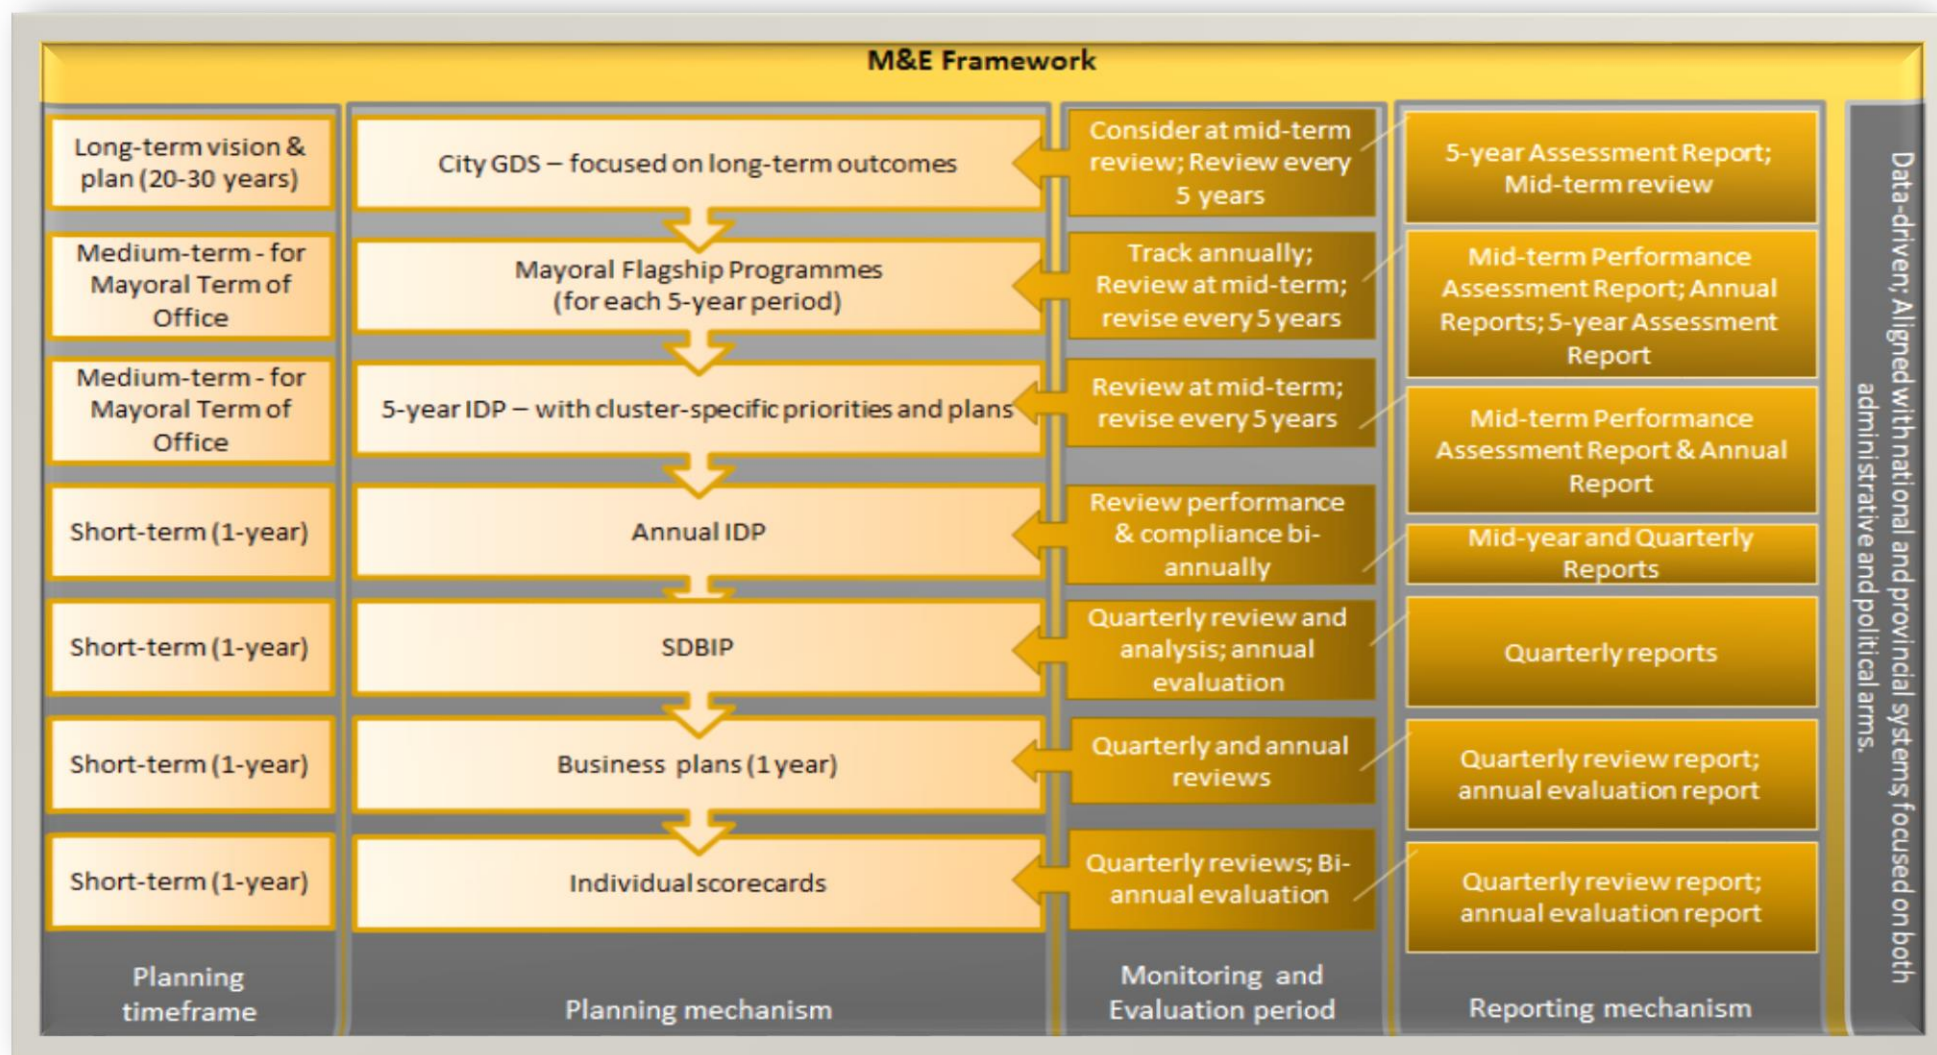 M&E Framework
Long-term vision &
plan (20-30 years)
City GDS – focused on long-term outcomes
Consider at mid-term
review; Review every
5 years
5-year Assessment Report;
Mid-term review
Medium-term - for
Mayoral Term of
Office
Mayoral Flagship Programmes
(for each 5-year period)
Track annually;
Review at mid-term;
revise every 5 years
Mid-term Performance
Assessment Report; Annual
Reports; 5-year Assessment
Report
Medium-term - for
Mayoral Term of
Office
5-year IDP – with cluster-specific priorities and plans
Review at mid-term;
revise every 5 years
Mid-term Performance
Assessment Report & Annual
Report
Short-term (1-year)
Annual IDP
Review performance
& compliance bi-
annually
Mid-year and Quarterly
Reports
Short-term (1-year)
SDBIP
Quarterly review and
analysis; annual
evaluation
Quarterly reports
Short-term (1-year)
Business plans (1 year)
Quarterly and annual
reviews
Quarterly review report;
annual evaluation report
Short-term (1-year)
Individual scorecards
Quarterly reviews; Bi-
annual evaluation
Quarterly review report;
annual evaluation report
Planning
timeframe
Planning mechanism
Monitoring and
Evaluation period
Reporting mechanism
Data-driven; Aligned with national and provincial systems, focused on both
administrative and political arms.